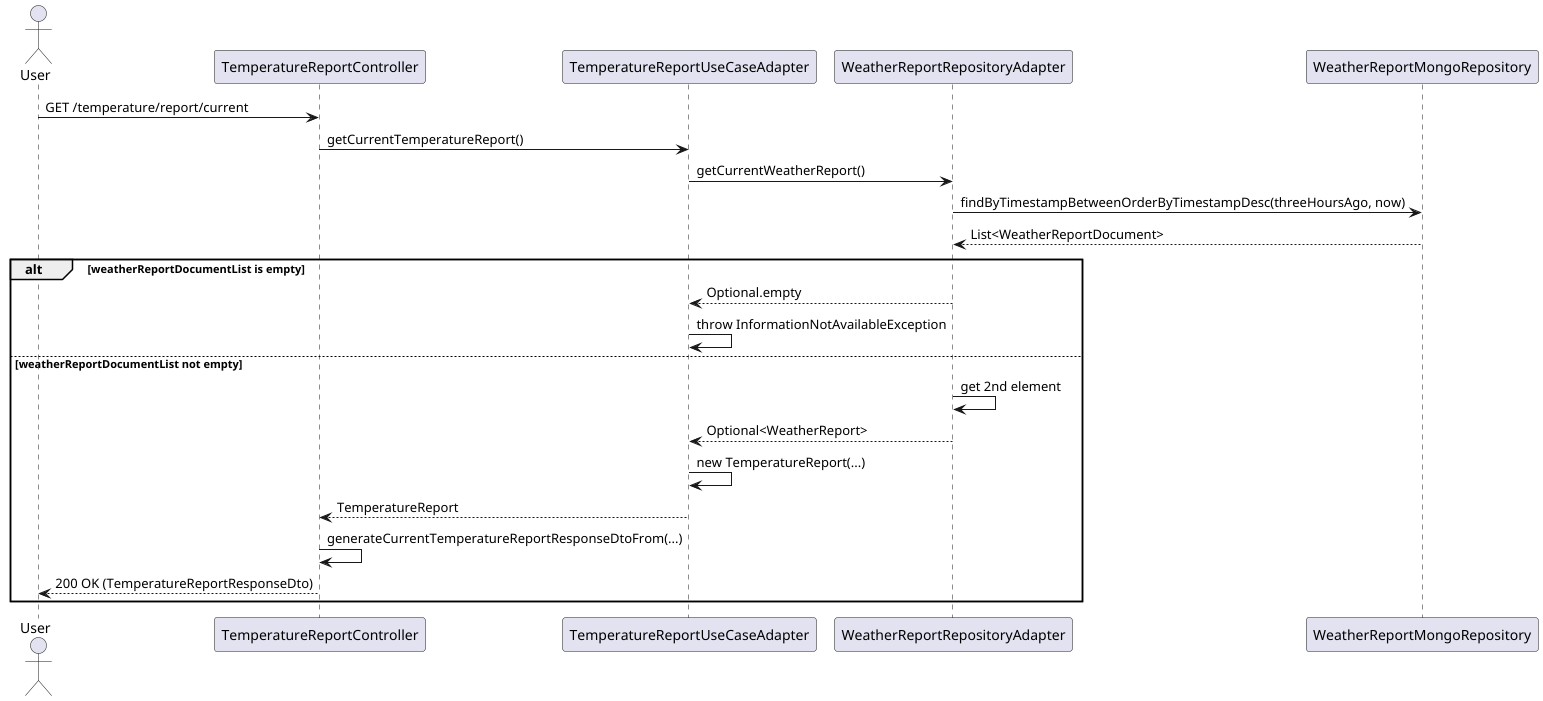 User
TemperatureReportController
TemperatureReportUseCaseAdapter
WeatherReportRepositoryAdapter
WeatherReportMongoRepository
GET /temperature/report/current
getCurrentTemperatureReport()
getCurrentWeatherReport()
findByTimestampBetweenOrderByTimestampDesc(threeHoursAgo, now)
List<WeatherReportDocument>
alt [weatherReportDocumentList is empty]
Optional.empty
throw InformationNotAvailableException
[weatherReportDocumentList not empty]
get 2nd element
Optional<WeatherReport>
new TemperatureReport(...)
TemperatureReport
generateCurrentTemperatureReportResponseDtoFrom(...)
200 OK (TemperatureReportResponseDto)
User
TemperatureReportController
TemperatureReportUseCaseAdapter
WeatherReportRepositoryAdapter
WeatherReportMongoRepository